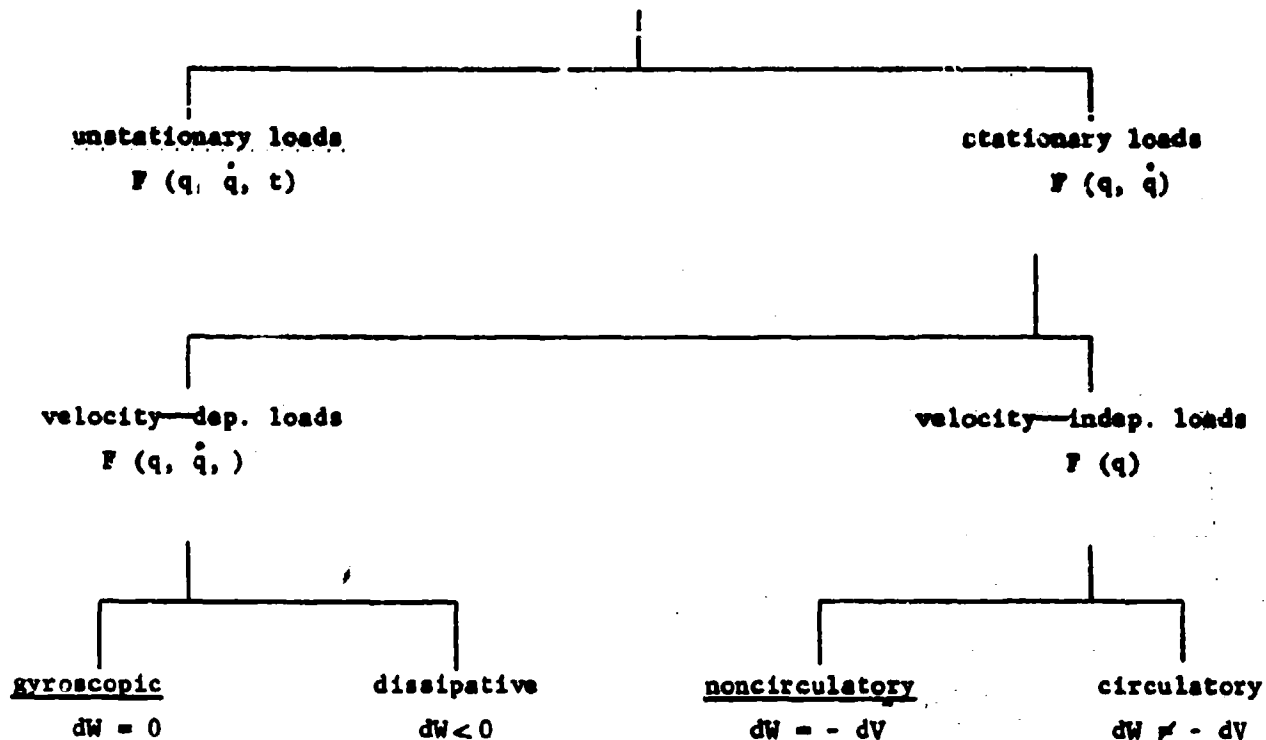 unstationary loads
stationary loads
F (q, q̇, t)
F (q, q̇)
velocity-dep. loads
velocity-indep. loads
F (q, q̇, )
F (q)
gyroscopic
dissipative
noncirculatory
circulatory
dW = 0
dW < 0
dW = - dV
dW ≠ - dV